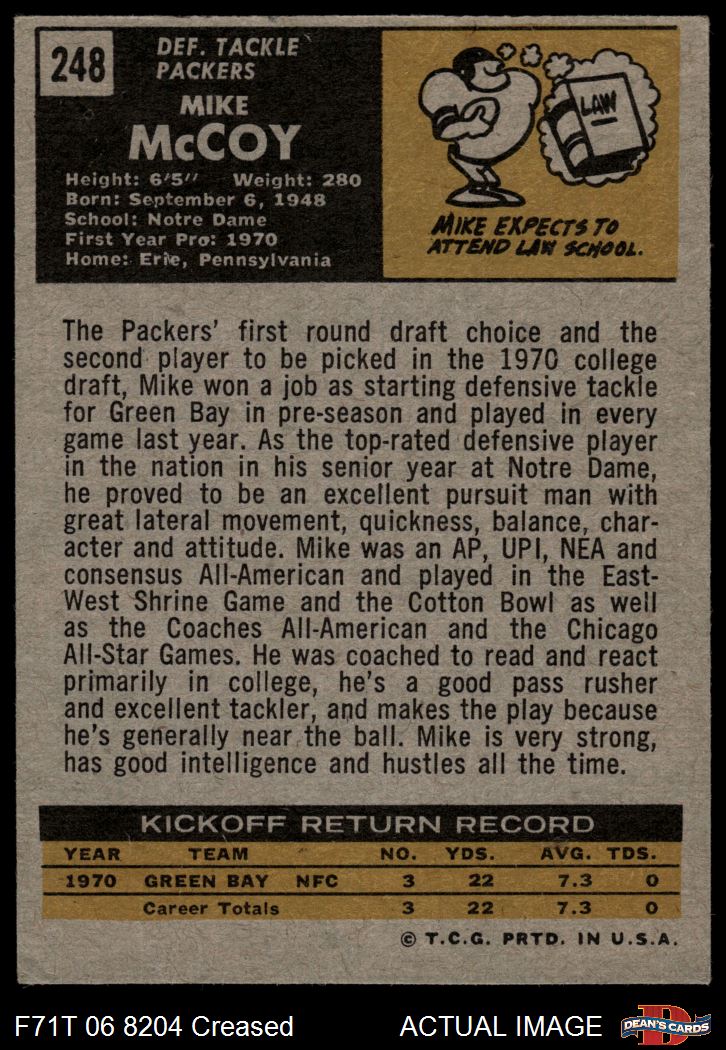 248
DEF. TACKLE
PACKERS
MIKE
McCOY
Height: 6'5" Weight: 280
Born: September 6, 1948
School: Notre Dame
First Year Pro: 1970
Home: Erie, Pennsylvania
LAW
MIKE EXPECTS TO
ATTEND LAW SCHOOL.
The Packers' first round draft choice and the
second player to be picked in the 1970 college
draft, Mike won a job as starting defensive tackle
for Green Bay in pre-season and played in every
game last year. As the top-rated defensive player
in the nation in his senior year at Notre Dame,
he proved to be an excellent pursuit man with
great lateral movement, quickness, balance, char-
acter and attitude. Mike was an AP, UPI, NEA and
consensus All-American and played in the East-
West Shrine Game and the Cotton Bowl as well
as the Coaches All-American and the Chicago
All-Star Games. He was coached to read and react
primarily in college, he's a good pass rusher
and excellent tackler, and makes the play because
he's generally near the ball. Mike is very strong,
has good intelligence and hustles all the time.
KICKOFF RETURN RECORD
YEAR TEAM NO. YDS. AVG. TDS.
1970 GREEN BAY NFC 3 22 7.3 0
Career Totals 3 22 7.3 0
© T.C.G. PRTD. IN U.S.A.
F71T 06 8204 Creased ACTUAL IMAGE
D
DEAN'S CARDS